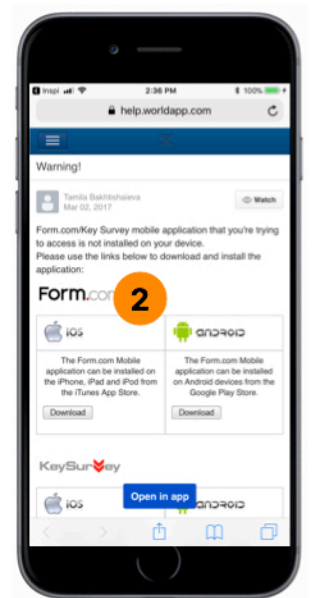 Inspi 2:36 PM 100%
help.worldapp.com
Warning!
Tamila Bakhtishaieva
Mar 02, 2017
Watch
Form.com/Key Survey mobile application that you're trying
to access is not installed on your device.
Please use the links below to download and install the
application:
Form.com
2
iOS
ANDROID
The Form.com Mobile
application can be installed on
the iPhone, iPad and iPod from
the iTunes App Store.
Download
The Form.com Mobile
application can be installed
on Android devices from the
Google Play Store.
Download
KeySurvey
iOS
ANDROID
Open in app